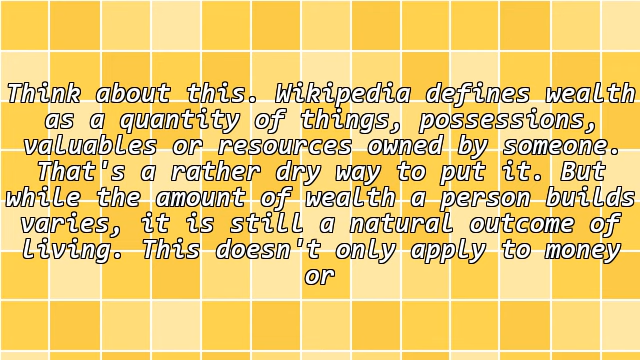 Think about this. Wikipedia defines wealth
as a quantity of things, possessions,
valuables or resources owned by someone.
That's a rather dry way to put it. But
while the amount of wealth a person builds
varies, it is still a natural outcome of
living. This doesn't only apply to money
or